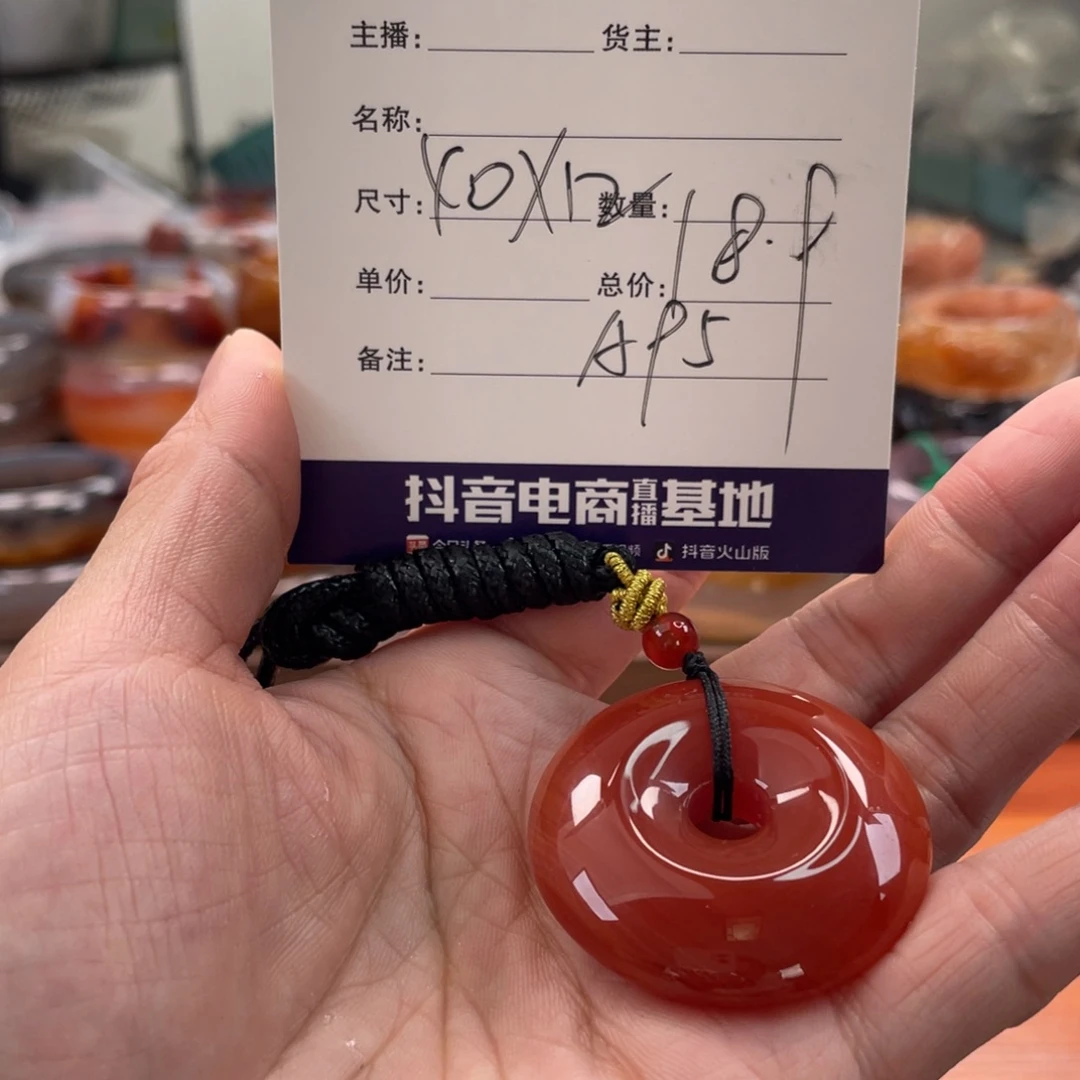 主播: 货主:
名称:
尺寸: 数量:
18.8
单价: 总价:
AP5
备注:
抖音电商直播基地
抖音火山版